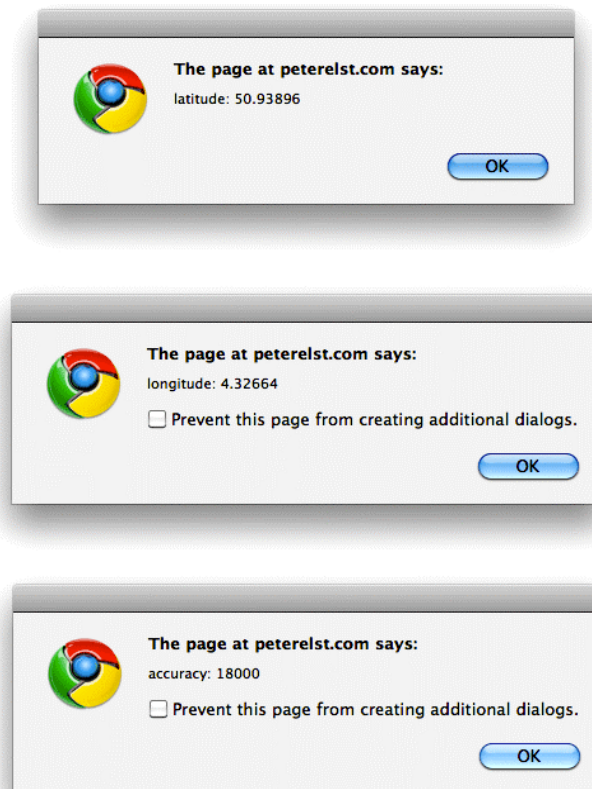 The page at peterelst.com says:
latitude: 50.93896
OK
The page at peterelst.com says:
longitude: 4.32664
Prevent this page from creating additional dialogs.
OK
The page at peterelst.com says:
accuracy: 18000
Prevent this page from creating additional dialogs.
OK